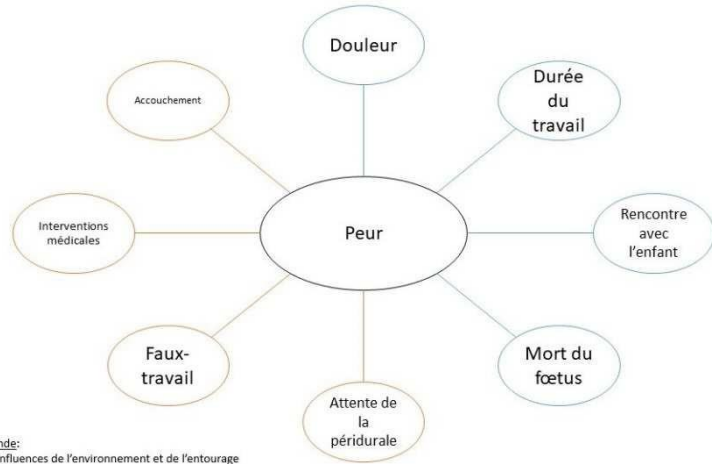 Douleur
Accouchement
Durée
du
travail
Interventions
médicales
Peur
Rencontre
avec
l'enfant
Faux-
travail
Mort du
fœtus
Attente de
la
péridurale
nde:
nfluences de l'environnement et de l'entourage